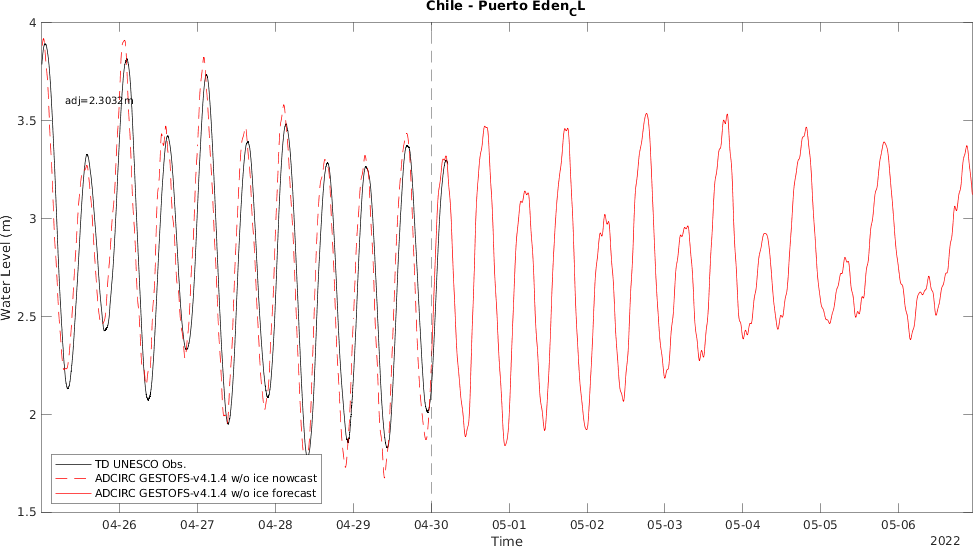 Chile - Puerto EdenCL
4
adj=2.3032m
3.5
3
Water Level (m)
2.5
2
TD UNESCO Obs.
ADCIRC GESTOFS-v4.1.4 w/o ice nowcast
ADCIRC GESTOFS-v4.1.4 w/o ice forecast
1.5
04-26 04-27 04-28 04-29 04-30 05-01 05-02 05-03 05-04 05-05 05-06
Time
2022